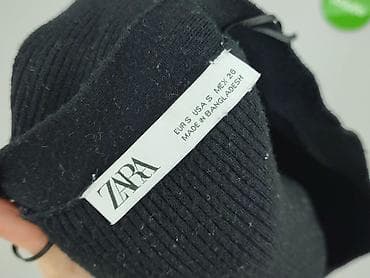 ZARA
EUR S USA S MEX 26
MADE IN BANGLADESH